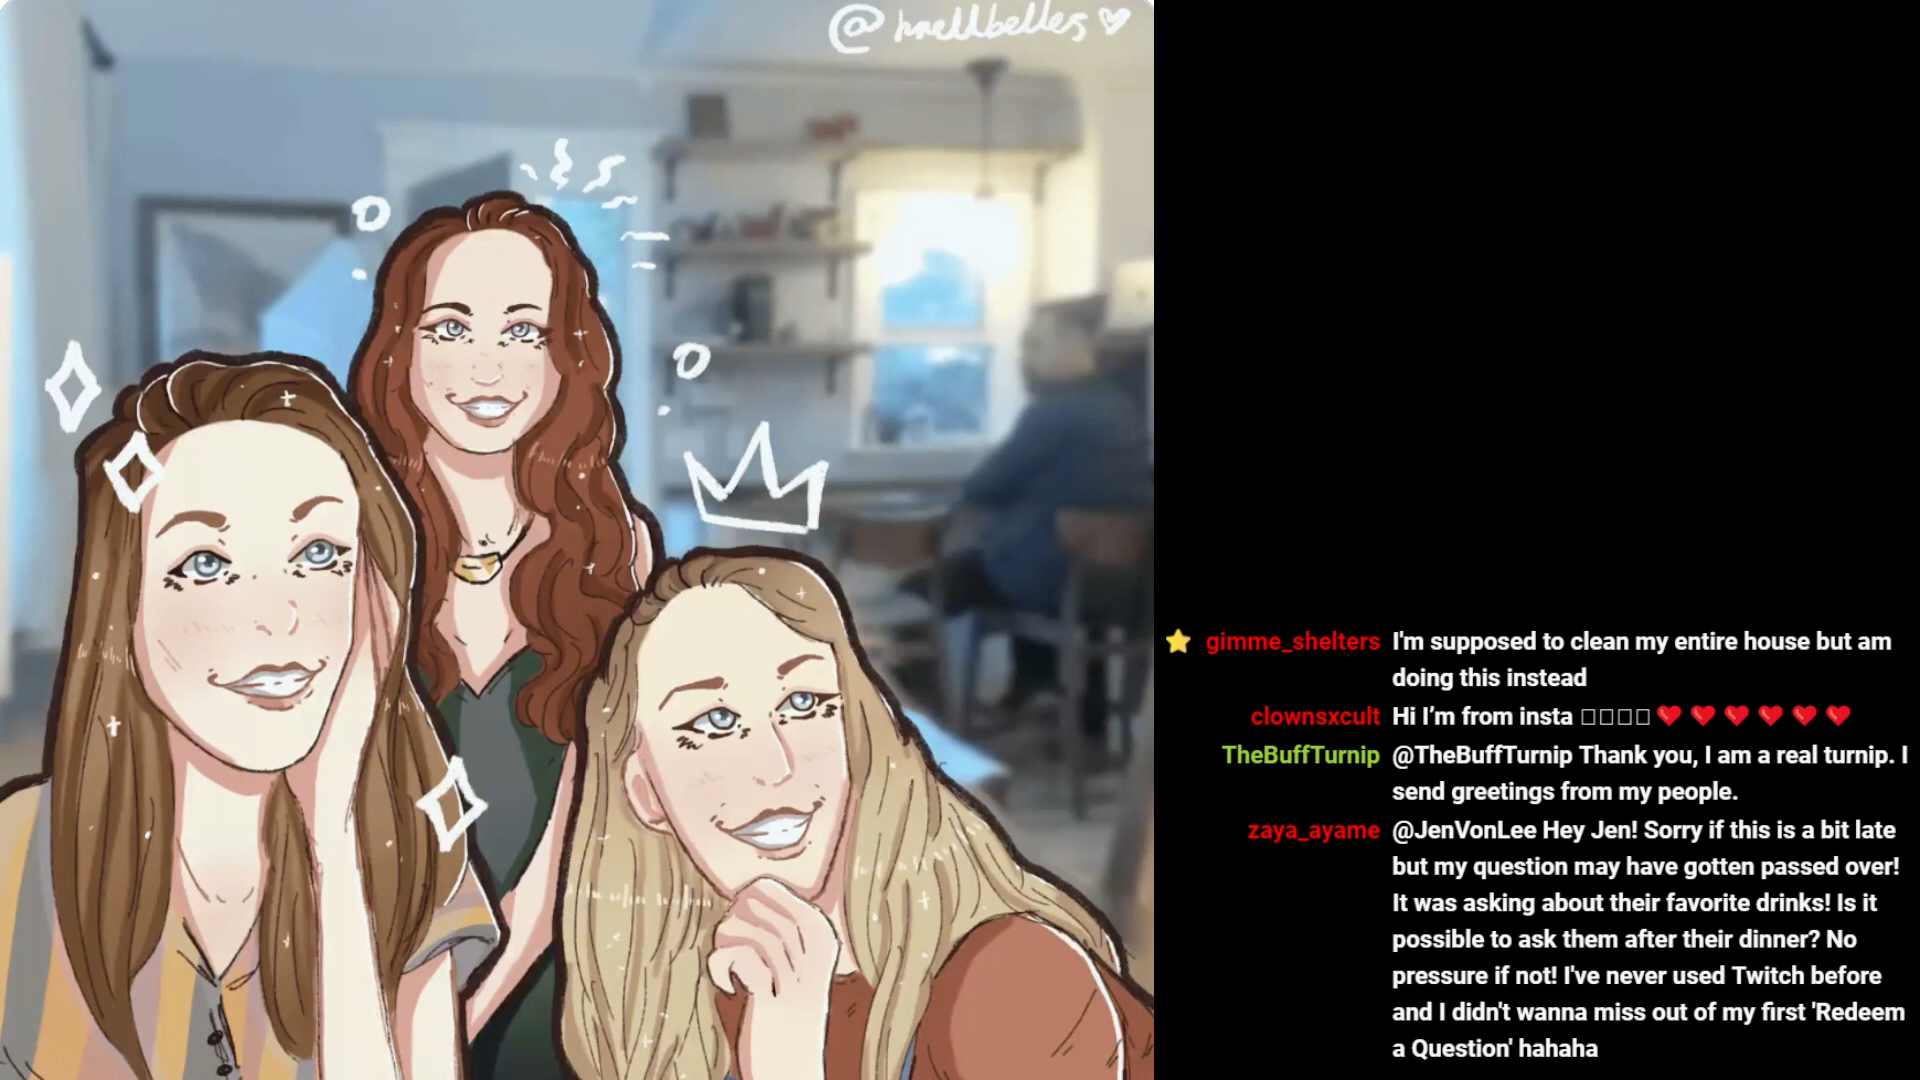 @knellbelles
gimme_shelters I'm supposed to clean my entire house but am
doing this instead
clownsxcult Hi I'm from insta □□□□❤❤❤❤❤❤
TheBuffTurnip @TheBuffTurnip Thank you, I am a real turnip. I
send greetings from my people.
zaya_ayame @JenVonLee Hey Jen! Sorry if this is a bit late
but my question may have gotten passed over!
It was asking about their favorite drinks! Is it
possible to ask them after their dinner? No
pressure if not! I've never used Twitch before
and I didn't wanna miss out of my first 'Redeem
a Question' hahaha